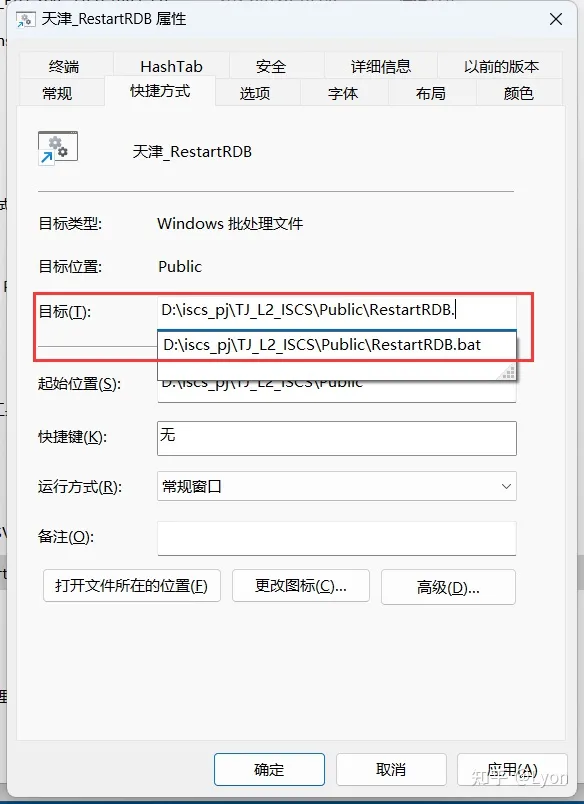 天津_RestartRDB 属性
终端 HashTab 安全 详细信息 以前的版本
常规 快捷方式 选项 字体 布局 颜色
天津_RestartRDB
目标类型: Windows 批处理文件
目标位置: Public
目标(T): D:\iscs_pj\TJ_L2_ISCS\Public\RestartRDB.
D:\iscs_pj\TJ_L2_ISCS\Public\RestartRDB.bat
起始位置(S): D:\iscs_pj\TJ_L2_ISCS\Public
快捷键(K): 无
运行方式(R): 常规窗口
备注(O):
打开文件所在的位置(F) 更改图标(C)... 高级(D)...
确定 取消 应用(A)
知乎 @Lyon